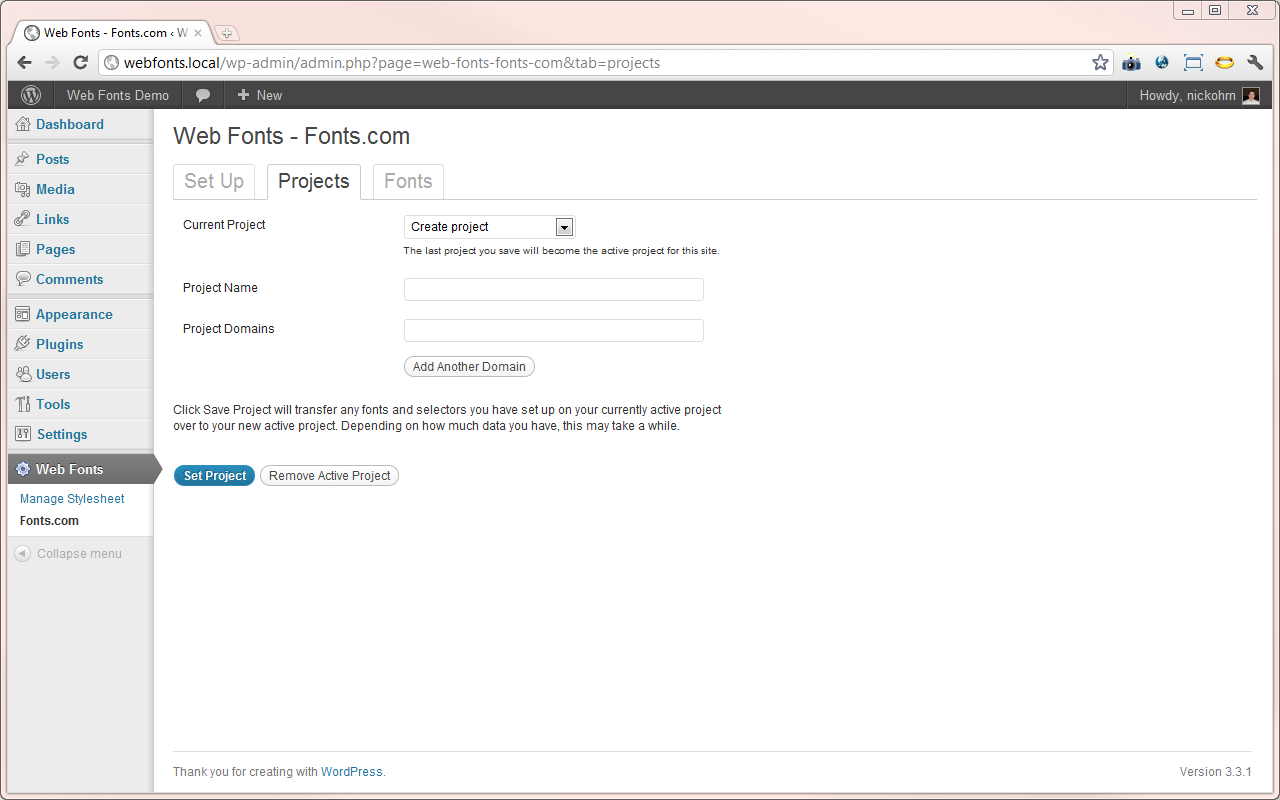 Web Fonts - Fonts.com ‹ W
webfonts.local/wp-admin/admin.php?page=web-fonts-fonts-com&tab=projects
Web Fonts Demo
New
Howdy, nickohrn
Dashboard
Posts
Media
Links
Pages
Comments
Appearance
Plugins
Users
Tools
Settings
Web Fonts
Manage Stylesheet
Fonts.com
Collapse menu
Web Fonts - Fonts.com
Set Up Projects Fonts
Current Project Create project
The last project you save will become the active project for this site.
Project Name
Project Domains
Add Another Domain
Click Save Project will transfer any fonts and selectors you have set up on your currently active project
over to your new active project. Depending on how much data you have, this may take a while.
Set Project Remove Active Project
Thank you for creating with WordPress.
Version 3.3.1